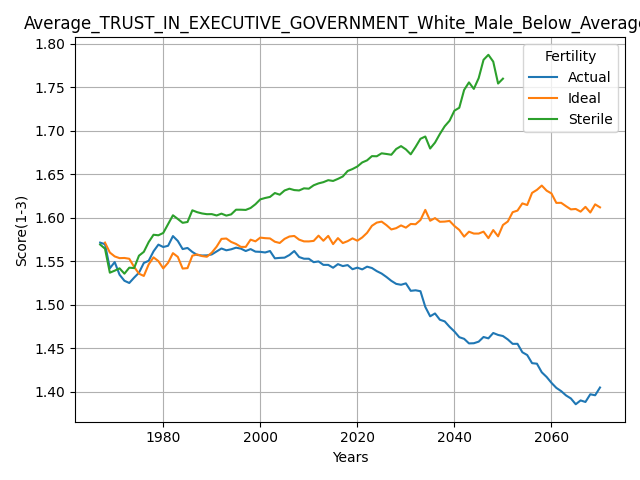 Average_TRUST_IN_EXECUTIVE_GOVERNMENT_White_Male_Below_Average
Fertility
Actual
Ideal
Sterile
Score(1-3)
1.80
1.75
1.70
1.65
1.60
1.55
1.50
1.45
1.40
1980
2000
2020
2040
2060
Years